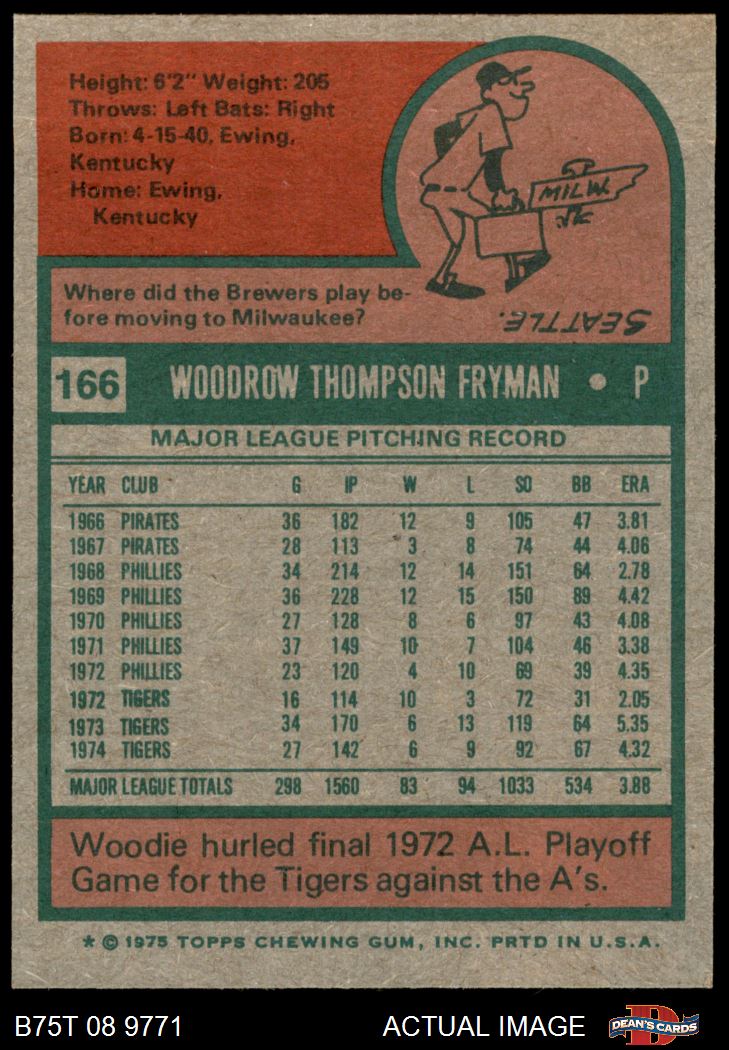 Height: 6'2" Weight: 205
Throws: Left Bats: Right
Born: 4-15-40, Ewing,
Kentucky
Home: Ewing,
Kentucky
MILW.
Where did the Brewers play be-
fore moving to Milwaukee?
SEATTLE.
166 WOODROW THOMPSON FRYMAN • P
MAJOR LEAGUE PITCHING RECORD
YEAR CLUB G IP W L SO BB ERA
1966 PIRATES 36 182 12 9 105 47 3.81
1967 PIRATES 28 113 3 8 74 44 4.06
1968 PHILLIES 34 214 12 14 151 64 2.78
1969 PHILLIES 36 228 12 15 150 89 4.42
1970 PHILLIES 27 128 8 6 97 43 4.08
1971 PHILLIES 37 149 10 7 104 46 3.38
1972 PHILLIES 23 120 4 10 69 39 4.35
1972 TIGERS 16 114 10 3 72 31 2.05
1973 TIGERS 34 170 6 13 119 64 5.35
1974 TIGERS 27 142 6 9 92 67 4.32
MAJOR LEAGUE TOTALS 298 1560 83 94 1033 534 3.88
Woodie hurled final 1972 A.L. Playoff
Game for the Tigers against the A's.
* © 1975 TOPPS CHEWING GUM, INC. PRTD IN U.S.A.
B75T 08 9771 ACTUAL IMAGE DEAN'S CARDS